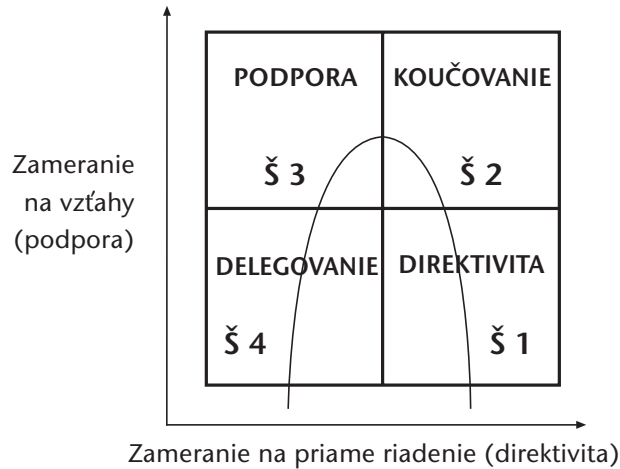 PODPORA
KOUČOVANIE
Zameranie
na vzťahy
(podpora)
Š 3
Š 2
DELEGOVANIE
DIREKTIVITA
Š 4
Š 1
Zameranie na priame riadenie (direktivita)